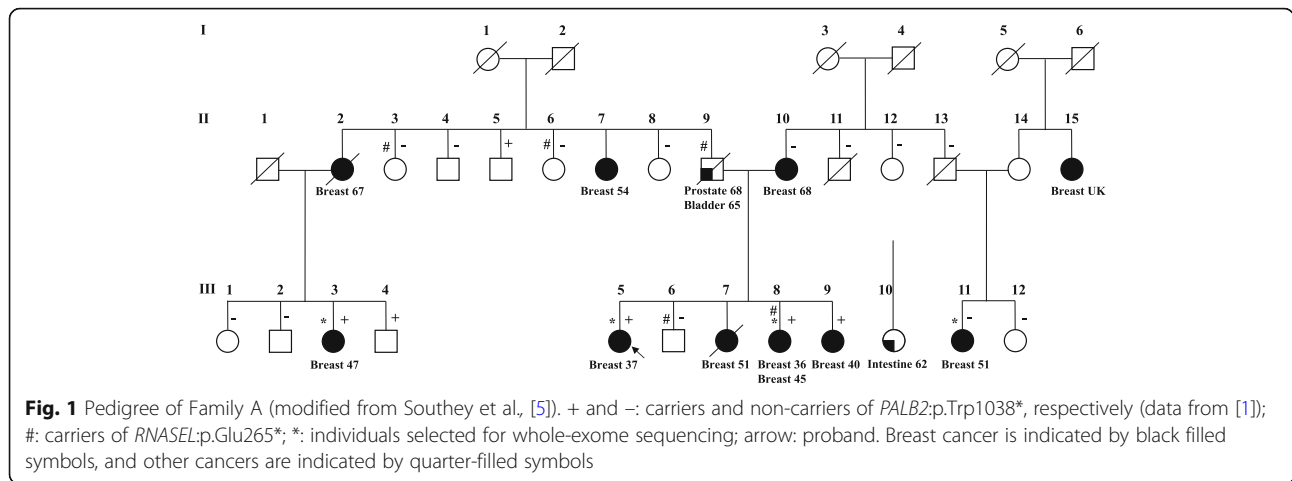 I
1 2 3 4 5 6
II
1 2 3 4 5 6 7 8 9 10 11 12 13 14 15
# - - + # - - # - - - -
Breast 67 Breast 54 Prostate 68 Breast 68 Breast UK
Bladder 65
III
1 2 3 4 5 6 7 8 9 10 11 12
- - * + + * + # - # * + + * - -
Breast 47 Breast 37 Breast 51 Breast 36 Breast 40 Intestine 62 Breast 51
Breast 45
Fig. 1 Pedigree of Family A (modified from Southey et al., [5]). + and –: carriers and non-carriers of PALB2:p.Trp1038*, respectively (data from [1]);
#: carriers of RNASEL:p.Glu265*; *: individuals selected for whole-exome sequencing; arrow: proband. Breast cancer is indicated by black filled
symbols, and other cancers are indicated by quarter-filled symbols